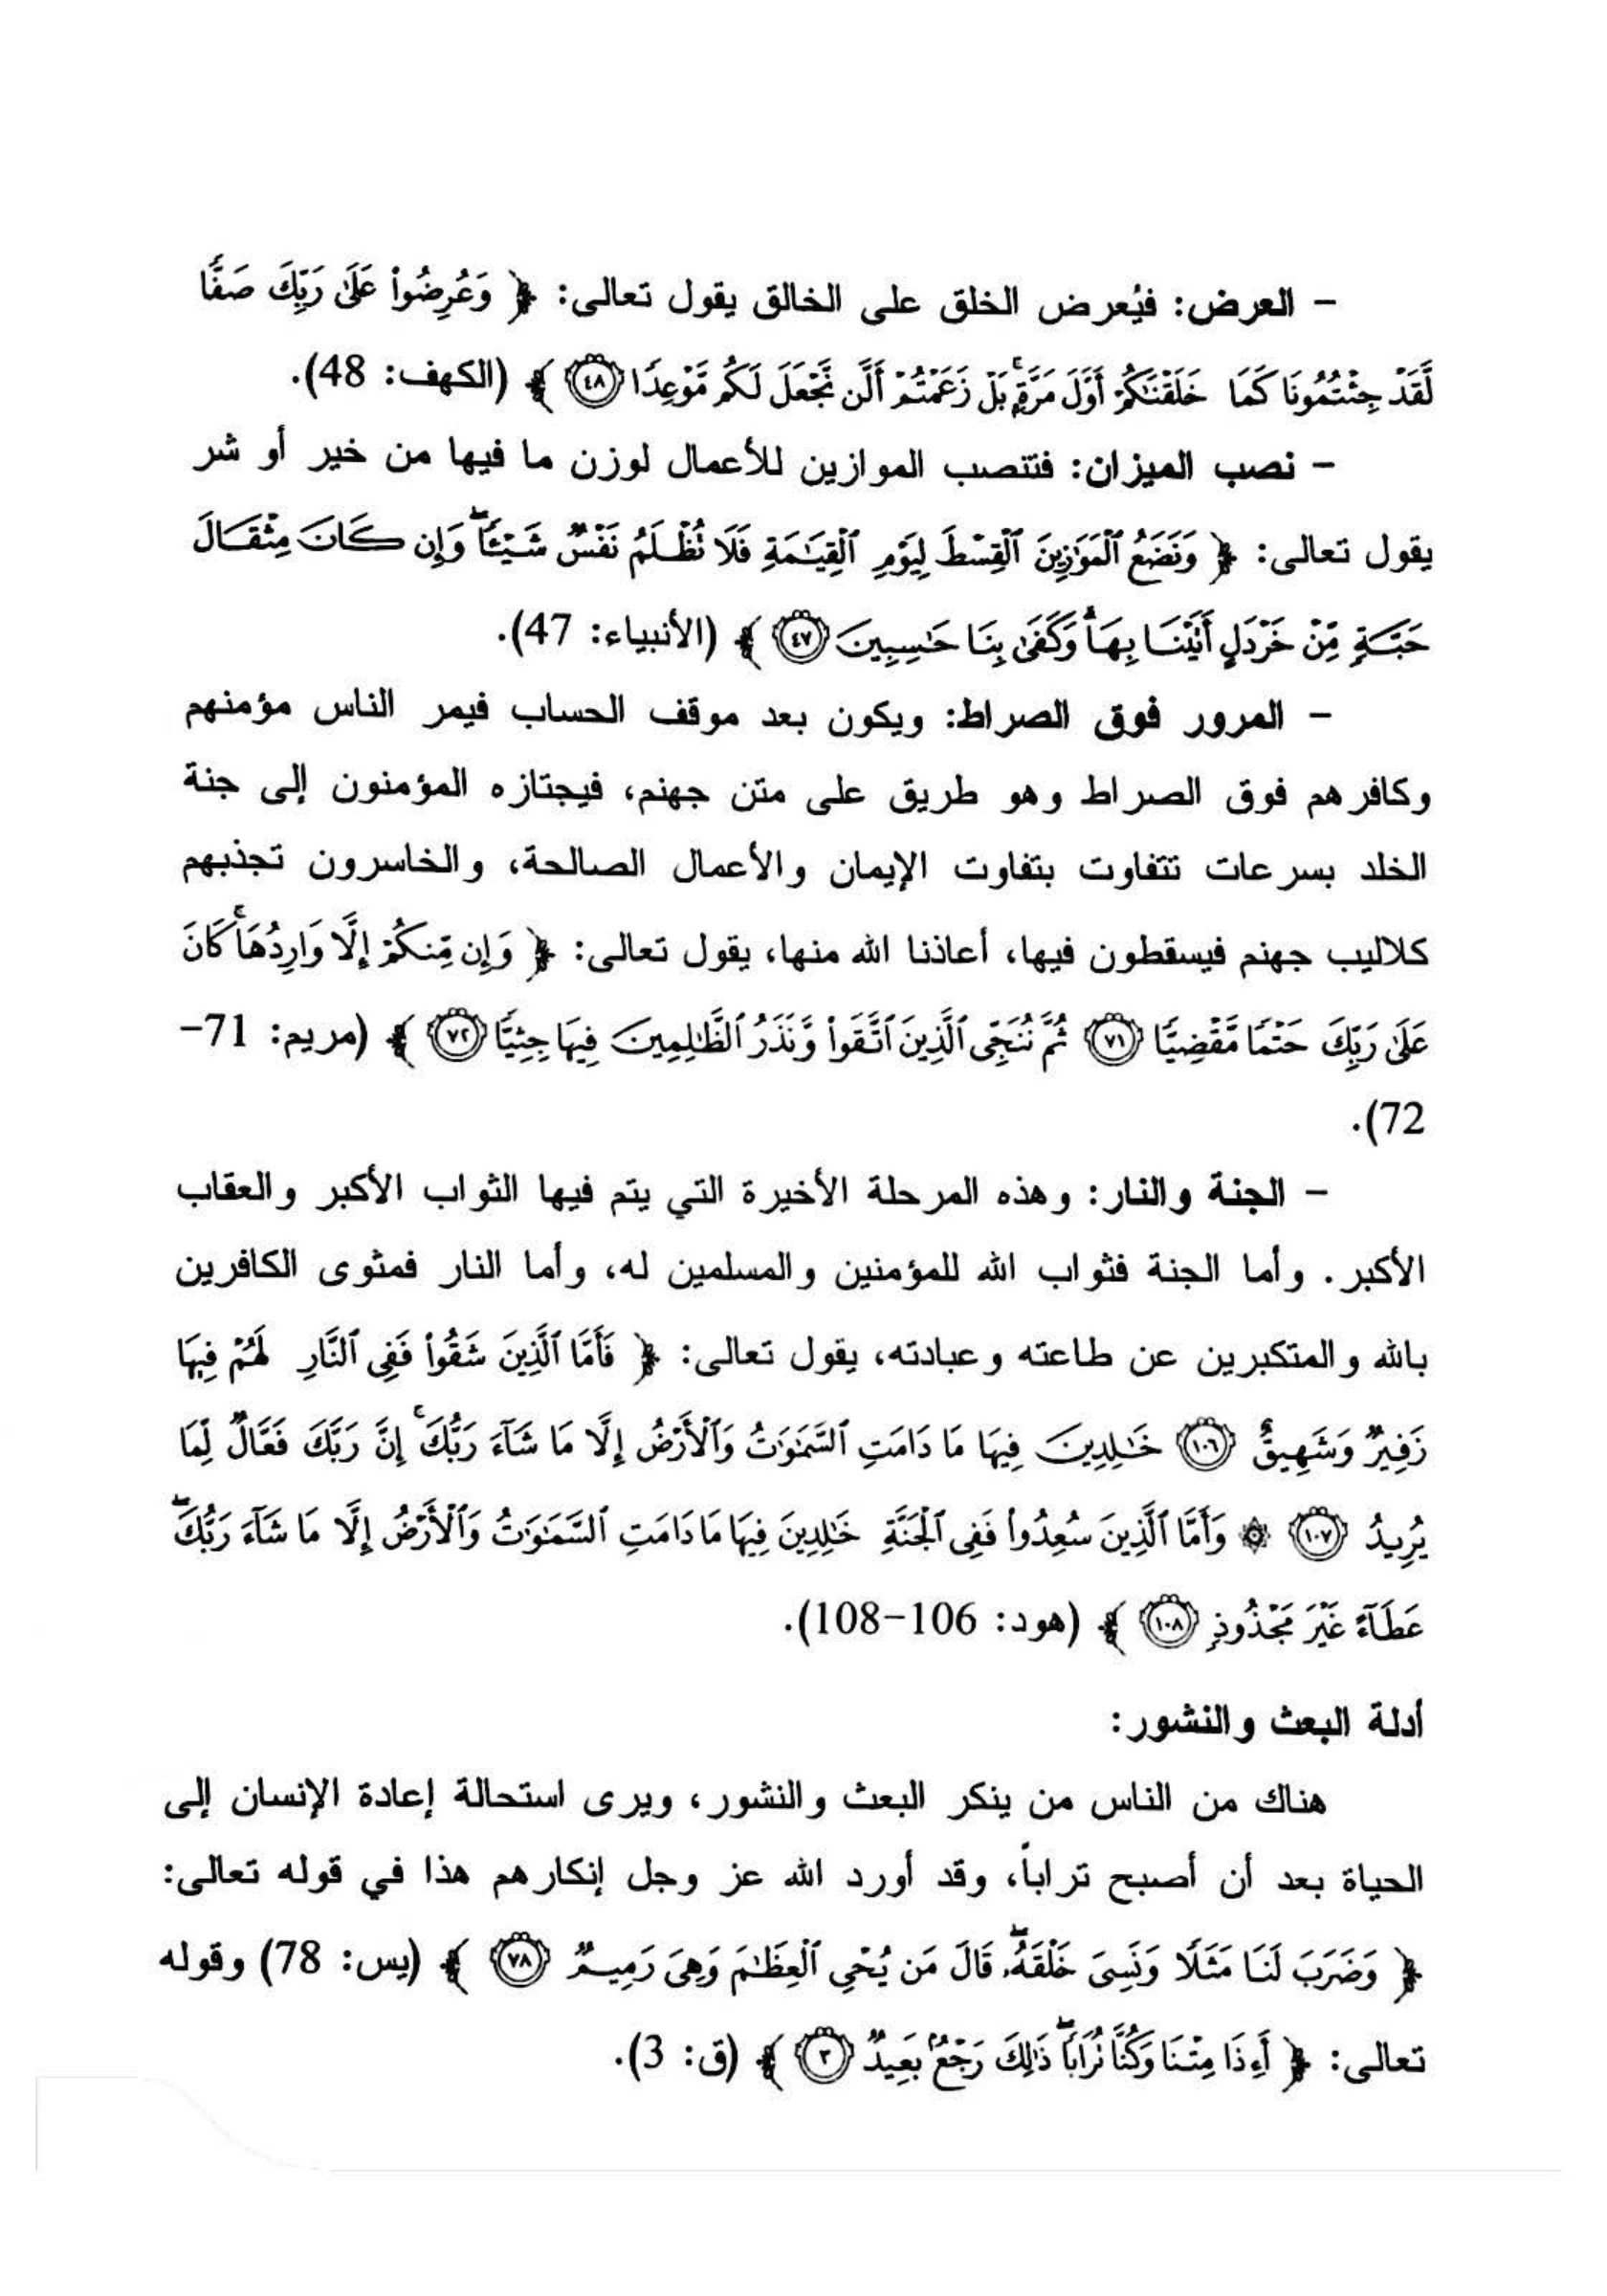 – العرض: فيُعرض الخلق على الخالق يقول تعالى: ﴿ وَعُرِضُوا۟ عَلَىٰ رَبِّكَ صَفًّا
لَّقَدْ جِئْتُمُونَا كَمَا خَلَقْنَٰكُمْ أَوَّلَ مَرَّةٍۭ ۚ بَلْ زَعَمْتُمْ أَلَّن نَّجْعَلَ لَكُم مَّوْعِدًا ٤٨ ﴾ (الكهف: 48).
– نصب الميزان: فتنصب الموازين للأعمال لوزن ما فيها من خير أو شر
يقول تعالى: ﴿ وَنَضَعُ ٱلْمَوَٰزِينَ ٱلْقِسْطَ لِيَوْمِ ٱلْقِيَٰمَةِ فَلَا تُظْلَمُ نَفْسٌ شَيْـًٔا ۖ وَإِن كَانَ مِثْقَالَ
حَبَّةٍ مِّنْ خَرْدَلٍ أَتَيْنَا بِهَا ۗ وَكَفَىٰ بِنَا حَٰسِبِينَ ٤٧ ﴾ (الأنبياء: 47).
– المرور فوق الصراط: ويكون بعد موقف الحساب فيمر الناس مؤمنهم
وكافرهم فوق الصراط وهو طريق على متن جهنم، فيجتازه المؤمنون إلى جنة
الخلد بسرعات تتفاوت بتفاوت الإيمان والأعمال الصالحة، والخاسرون تجذبهم
كلاليب جهنم فيسقطون فيها، أعاذنا الله منها، يقول تعالى: ﴿ وَإِن مِّنكُمْ إِلَّا وَارِدُهَا ۚ كَانَ
عَلَىٰ رَبِّكَ حَتْمًا مَّقْضِيًّا ٧١ ثُمَّ نُنَجِّى ٱلَّذِينَ ٱتَّقَوا۟ وَّنَذَرُ ٱلظَّٰلِمِينَ فِيهَا جِثِيًّا ٧٢ ﴾ (مريم: 71–
72).
– الجنة والنار: وهذه المرحلة الأخيرة التي يتم فيها الثواب الأكبر والعقاب
الأكبر. وأما الجنة فثواب الله للمؤمنين والمسلمين له، وأما النار فمثوى الكافرين
بالله والمتكبرين عن طاعته وعبادته، يقول تعالى: ﴿ فَأَمَّا ٱلَّذِينَ شَقُوا۟ فَفِى ٱلنَّارِ لَهُمْ فِيهَا
زَفِيرٌ وَشَهِيقٌ ١٠٦ خَٰلِدِينَ فِيهَا مَا دَامَتِ ٱلسَّمَٰوَٰتُ وَٱلْأَرْضُ إِلَّا مَا شَآءَ رَبُّكَ ۚ إِنَّ رَبَّكَ فَعَّالٌ لِّمَا
يُرِيدُ ١٠٧ ۞ وَأَمَّا ٱلَّذِينَ سُعِدُوا۟ فَفِى ٱلْجَنَّةِ خَٰلِدِينَ فِيهَا مَا دَامَتِ ٱلسَّمَٰوَٰتُ وَٱلْأَرْضُ إِلَّا مَا شَآءَ رَبُّكَ ۖ
عَطَآءً غَيْرَ مَجْذُوذٍ ١٠٨ ﴾ (هود: 106–108).
أدلة البعث والنشور:
هناك من الناس من ينكر البعث والنشور، ويرى استحالة إعادة الإنسان إلى
الحياة بعد أن أصبح تراباً، وقد أورد الله عز وجل إنكارهم هذا في قوله تعالى:
﴿ وَضَرَبَ لَنَا مَثَلًا وَنَسِىَ خَلْقَهُۥ ۖ قَالَ مَن يُحْىِ ٱلْعِظَٰمَ وَهِىَ رَمِيمٌ ٧٨ ﴾ (يس: 78) وقوله
تعالى: ﴿ أَءِذَا مِتْنَا وَكُنَّا تُرَابًا ۖ ذَٰلِكَ رَجْعٌۢ بَعِيدٌ ٣ ﴾ (ق: 3).